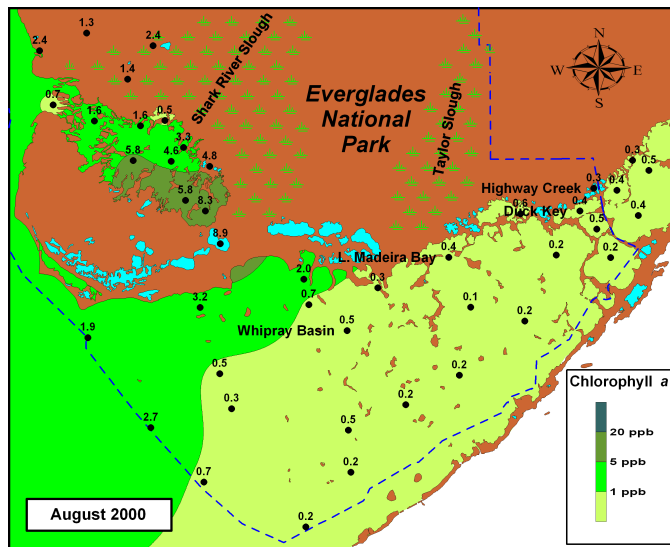 1.3
2.4
2.4
N
W E
S
1.4
Shark River Slough
Everglades
National
Park
Taylor Slough
0.7
1.6
1.6
0.5
3.3
5.8
4.6
4.8
0.3
0.5
Highway Creek
0.3
0.4
5.8
8.3
0.6
0.4
Duck Key
0.4
0.5
8.9
L. Madeira Bay
0.4
0.2
0.2
2.0
0.3
3.2
0.7
0.1
0.2
Whipray Basin
0.5
1.9
0.5
0.2
0.3
0.2
2.7
0.5
0.7
0.2
0.2
Chlorophyll a
20 ppb
5 ppb
1 ppb
August 2000